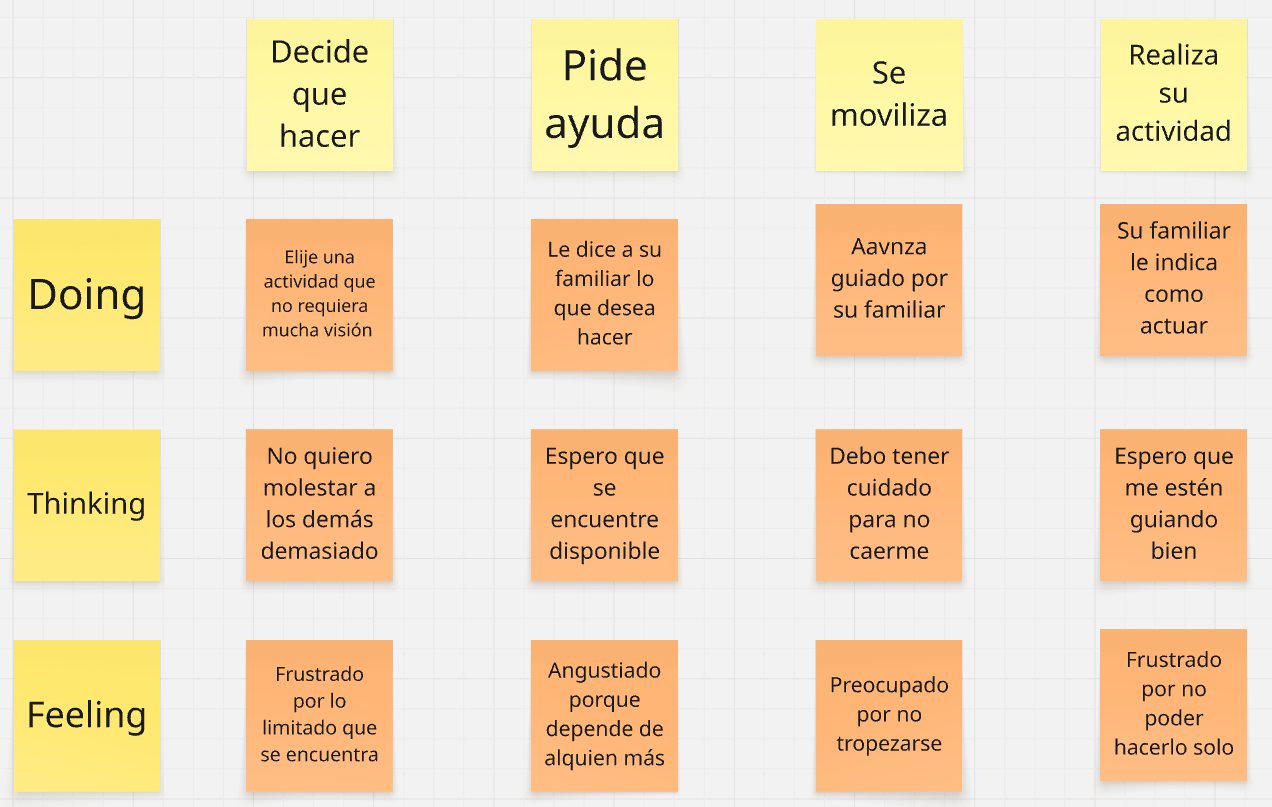 Decide
que
hacer
Pide
ayuda
Se
moviliza
Realiza
su
actividad
Doing
Elije una
actividad que
no requiera
mucha visión
Le dice a su
familiar lo
que desea
hacer
Aavnza
guiado por
su familiar
Su familiar
le indica
como
actuar
Thinking
No quiero
molestar a
los demás
demasiado
Espero que
se
encuentre
disponible
Debo tener
cuidado
para no
caerme
Espero que
me estén
guiando
bien
Feeling
Frustrado
por lo
limitado que
se encuentra
Angustiado
porque
depende de
alquien más
Preocupado
por no
tropezarse
Frustrado
por no
poder
hacerlo solo